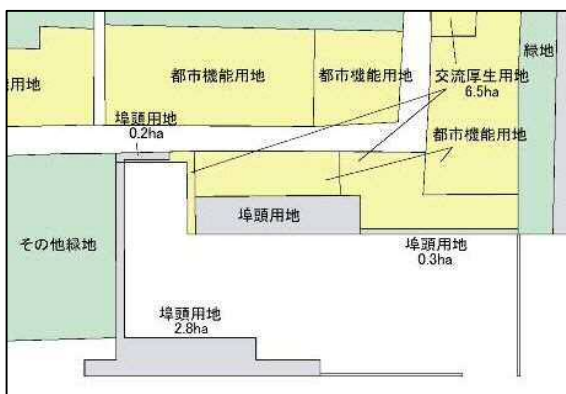 緑地
都市機能用地
都市機能用地
交流厚生用地
6.5ha
用地
埠頭用地
0.2ha
都市機能用地
埠頭用地
その他緑地
埠頭用地
0.3ha
埠頭用地
2.8ha